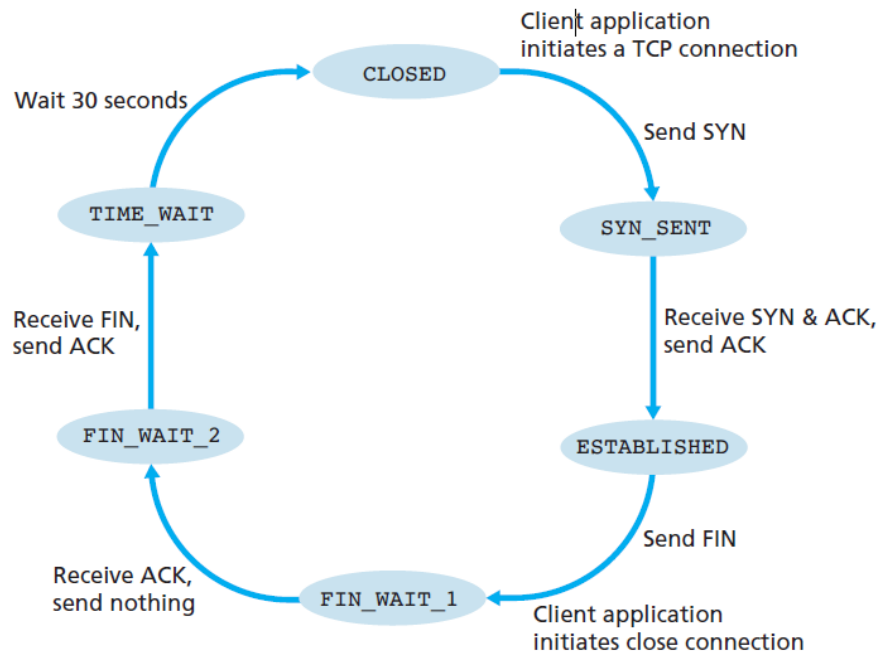 Client application
initiates a TCP connection
CLOSED
Wait 30 seconds
Send SYN
TIME_WAIT
SYN_SENT
Receive FIN,
send ACK
Receive SYN & ACK,
send ACK
FIN_WAIT_2
ESTABLISHED
Send FIN
Receive ACK,
send nothing
FIN_WAIT_1
Client application
initiates close connection